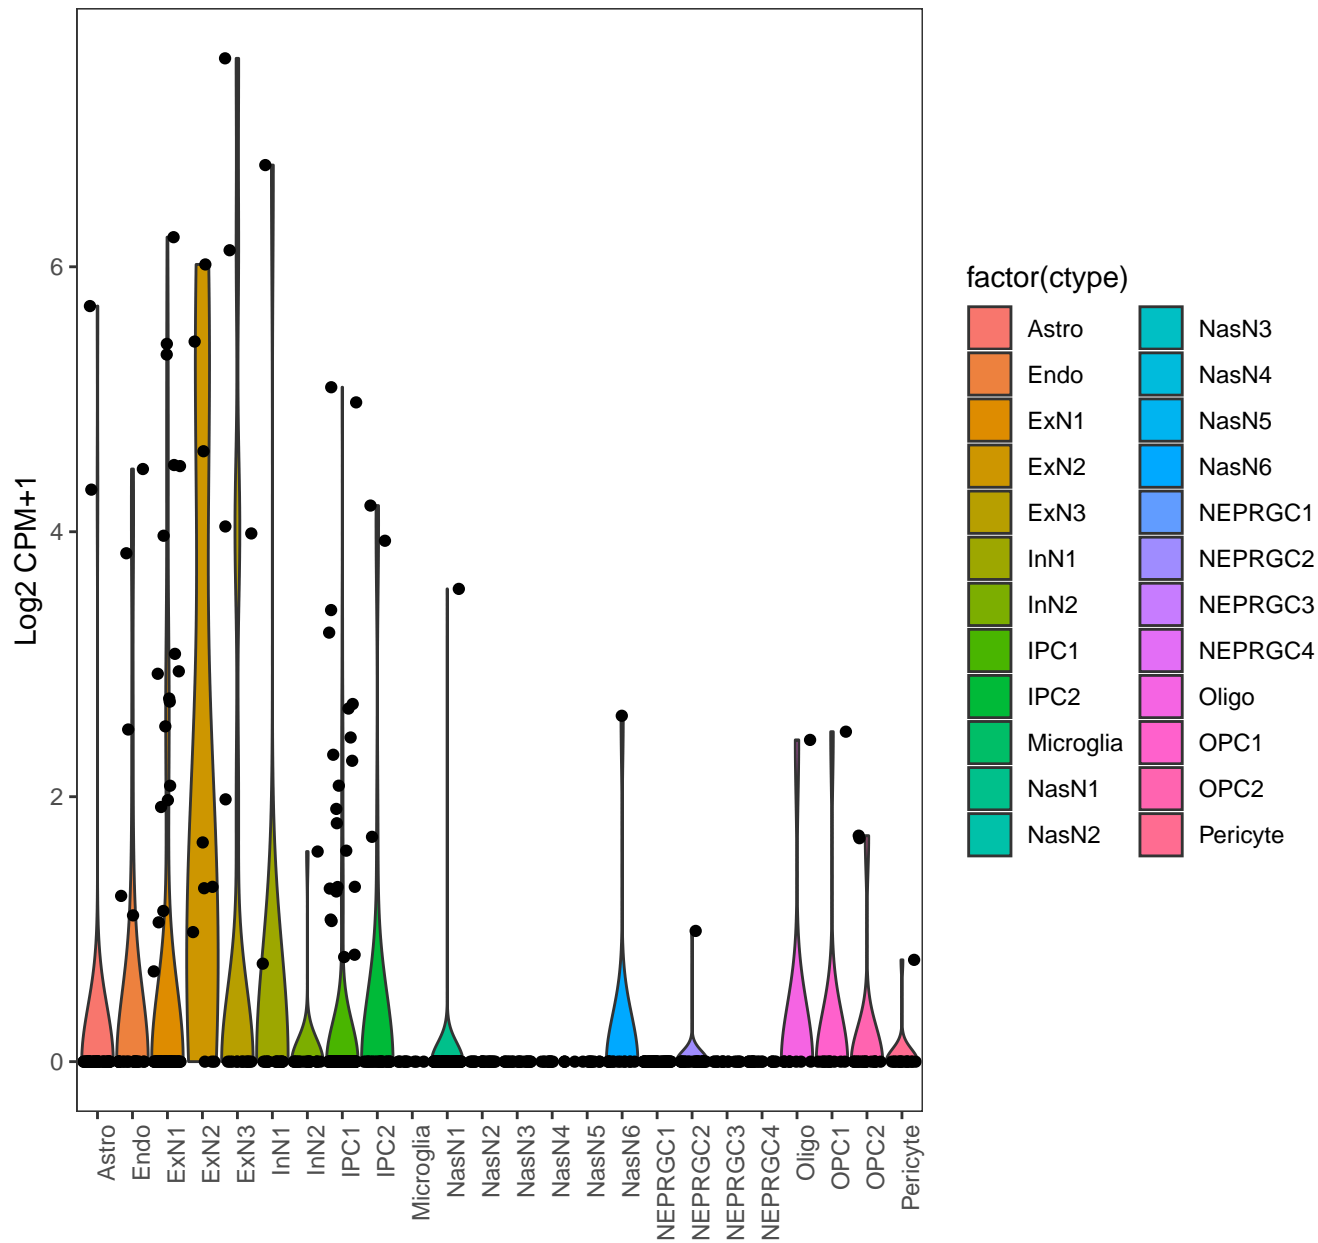 6
4
2
0
Log2 CPM+1
Astro
Endo
ExN1
ExN2
ExN3
InN1
InN2
IPC1
IPC2
Microglia
NasN1
NasN2
NasN3
NasN4
NasN5
NasN6
NEPRGC1
NEPRGC2
NEPRGC3
NEPRGC4
Oligo
OPC1
OPC2
Pericyte
factor(ctype)
Astro
Endo
ExN1
ExN2
ExN3
InN1
InN2
IPC1
IPC2
Microglia
NasN1
NasN2
NasN3
NasN4
NasN5
NasN6
NEPRGC1
NEPRGC2
NEPRGC3
NEPRGC4
Oligo
OPC1
OPC2
Pericyte